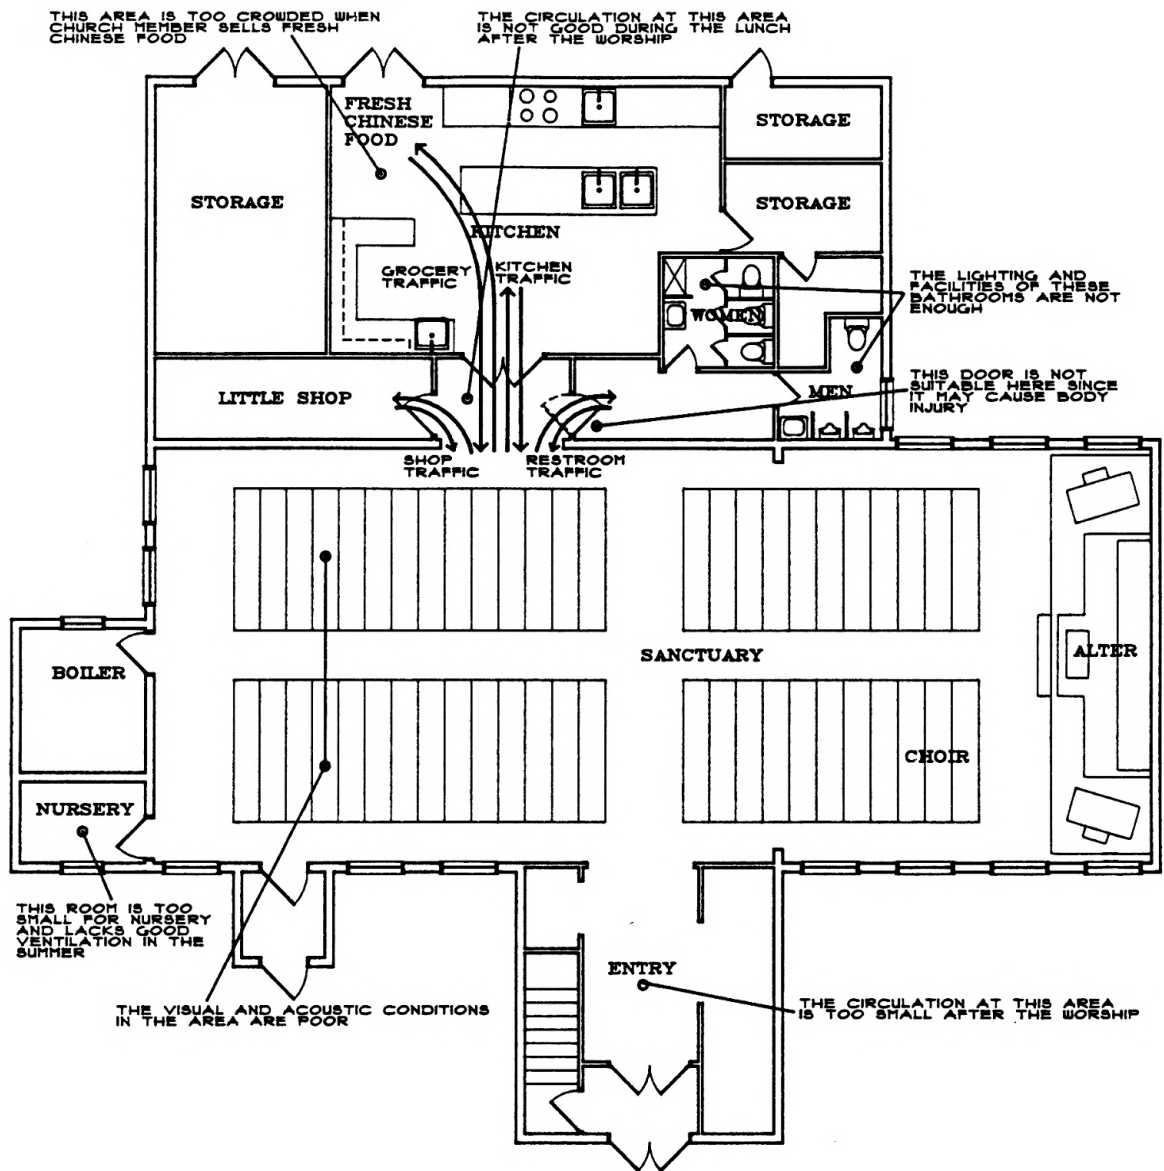 THIS AREA IS TOO CROWDED WHEN
CHURCH MEMBER SELLS FRESH
CHINESE FOOD
THE CIRCULATION AT THIS AREA
IS NOT GOOD DURING THE LUNCH
AFTER THE WORSHIP
FRESH
CHINESE
FOOD
STORAGE
STORAGE
STORAGE
KITCHEN
GROCERY
TRAFFIC
KITCHEN
TRAFFIC
WOMEN
THE LIGHTING AND
FACILITIES OF THESE
BATHROOMS ARE NOT
ENOUGH
LITTLE SHOP
MEN
THIS DOOR IS NOT
SUITABLE HERE SINCE
IT MAY CAUSE BODY
INJURY
SHOP
TRAFFIC
RESTROOM
TRAFFIC
BOILER
SANCTUARY
ALTER
CHOIR
NURSERY
THIS ROOM IS TOO
SMALL FOR NURSERY
AND LACKS GOOD
VENTILATION IN THE
SUMMER
ENTRY
THE VISUAL AND ACOUSTIC CONDITIONS
IN THE AREA ARE POOR
THE CIRCULATION AT THIS AREA
IS TOO SMALL AFTER THE WORSHIP